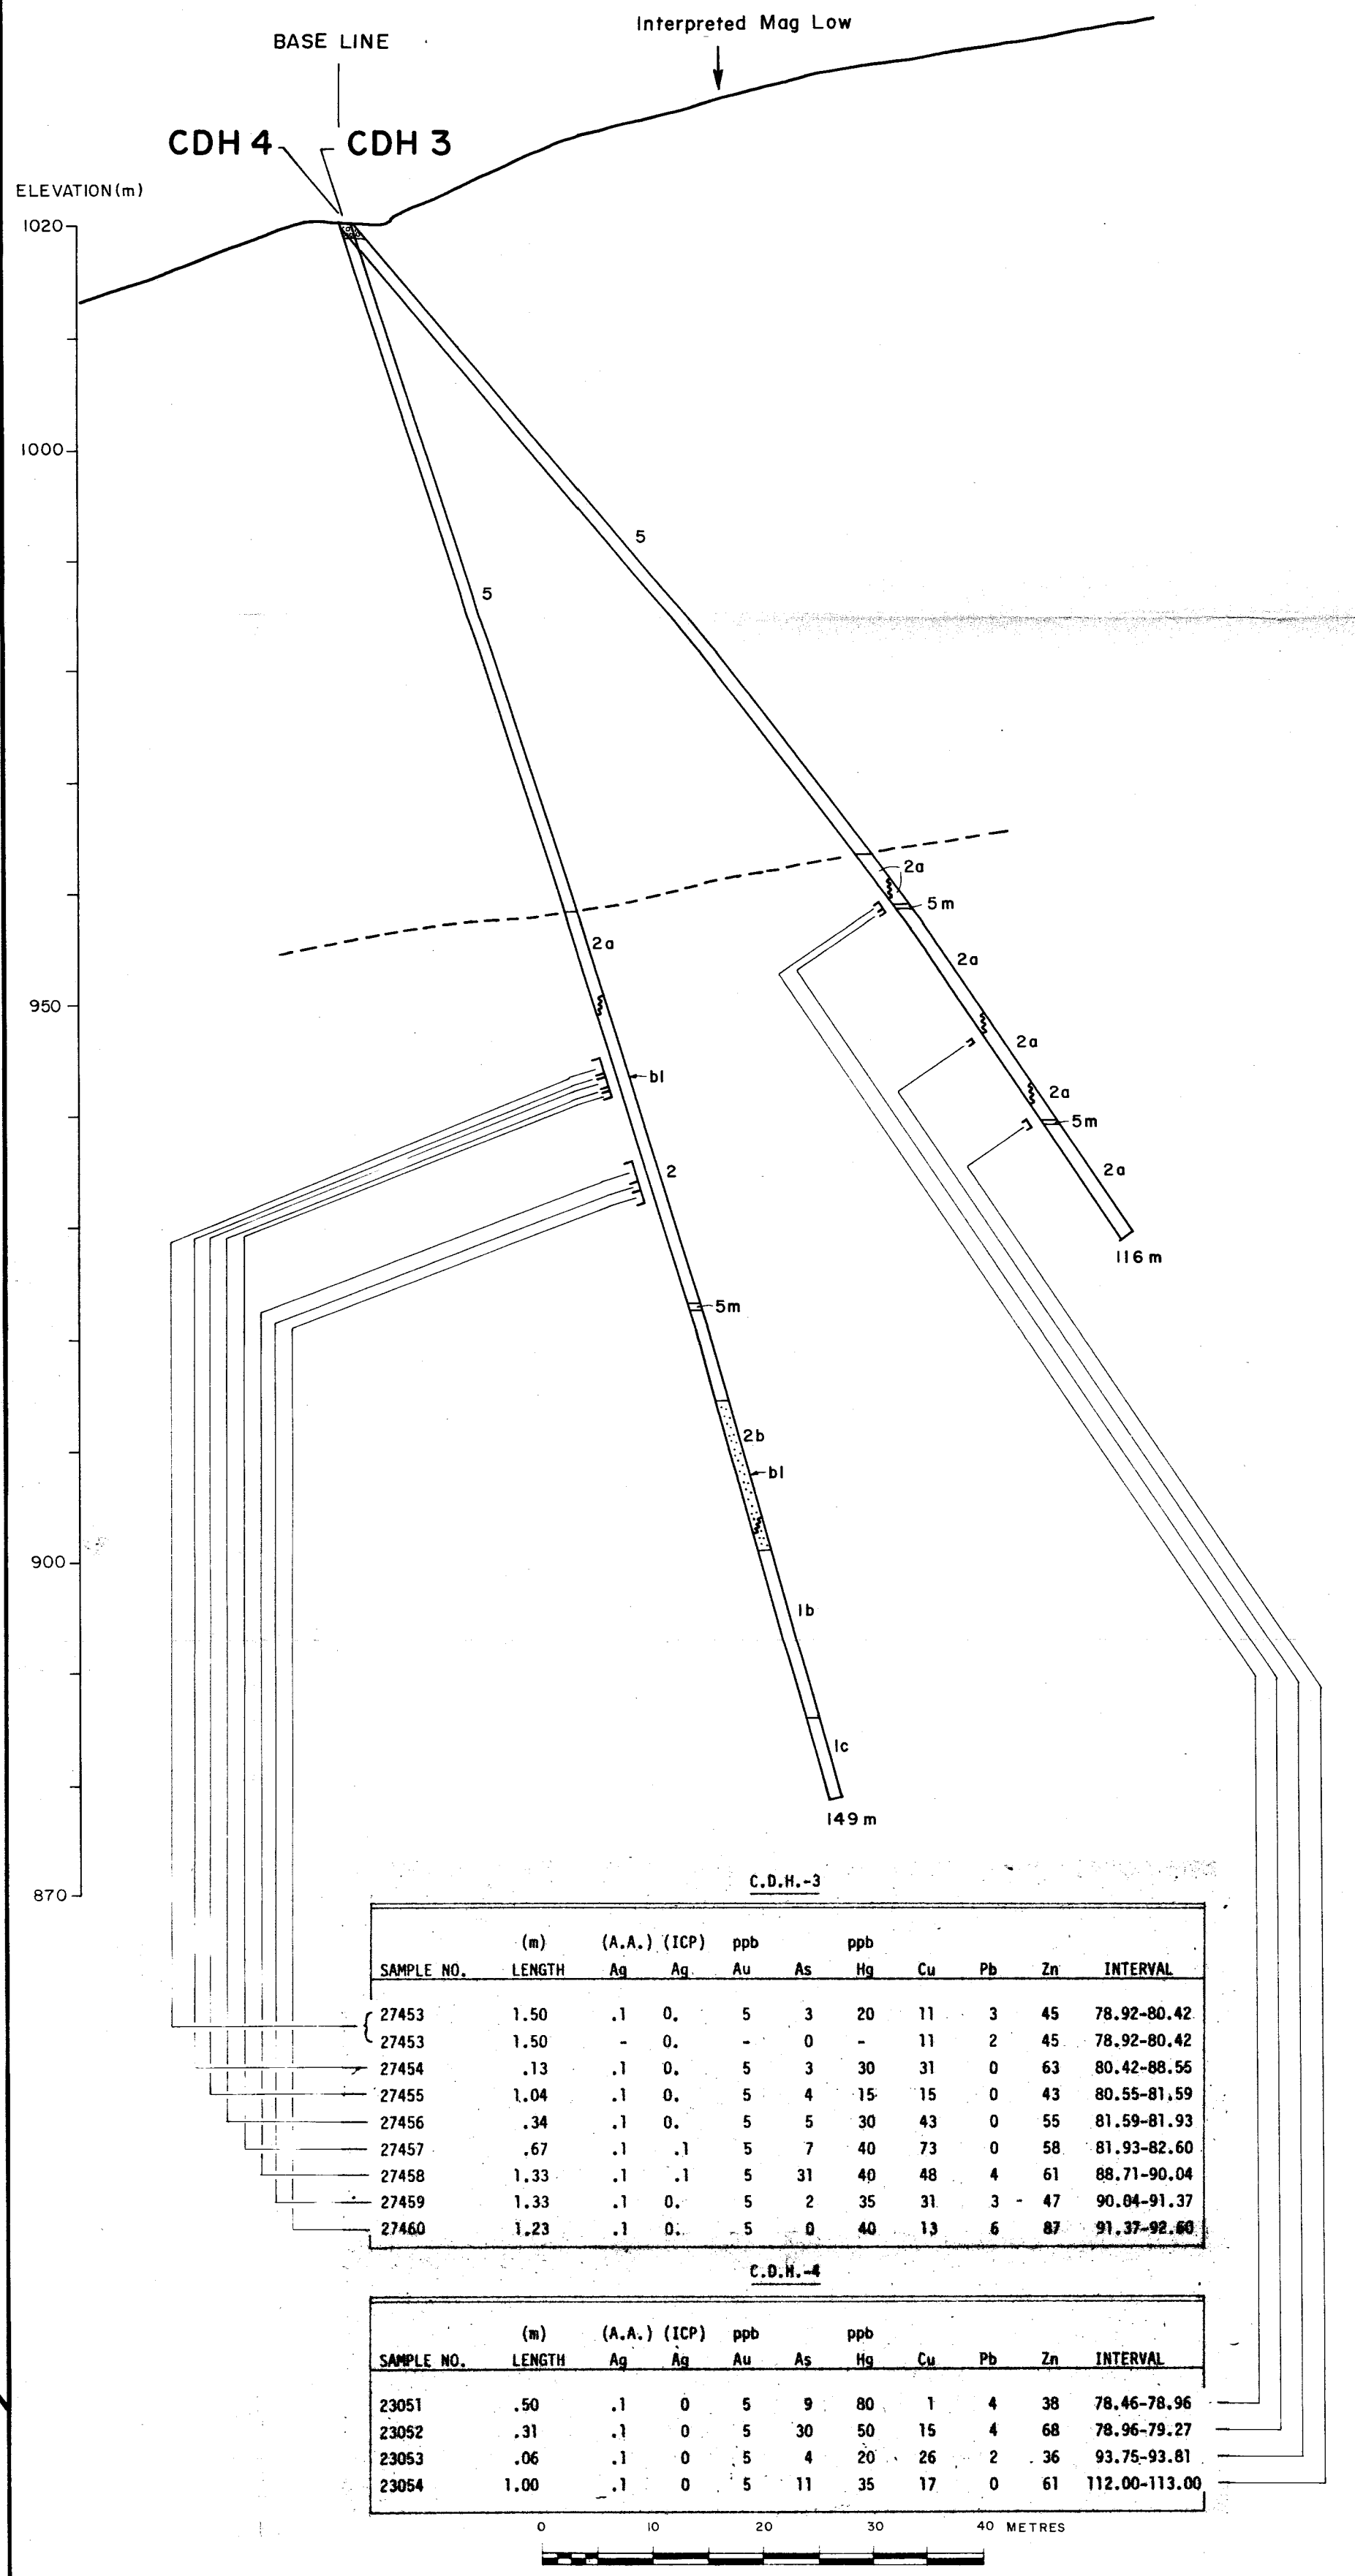 Interpreted Mag Low
BASE LINE
CDH 4
CDH 3
ELEVATION (m)
1020
1000
5
5
2a
5m
2a
2a
950
2a
bl
2a
5m
2
2a
116 m
5m
2b
bl
900
1b
1c
149 m
870
C.D.H.-3
(m) (A.A.) (ICP) ppb ppb
SAMPLE NO. LENGTH Ag Ag Au As Hg Cu Pb Zn INTERVAL
27453 1.50 .1 0. 5 3 20 11 3 45 78.92-80.42
27453 1.50 - 0. - 0 - 11 2 45 78.92-80.42
27454 .13 .1 0. 5 3 30 31 0 63 80.42-88.55
27455 1.04 .1 0. 5 4 15 15 0 43 80.55-81.59
27456 .34 .1 0. 5 5 30 43 0 55 81.59-81.93
27457 .67 .1 .1 5 7 40 73 0 58 81.93-82.60
27458 1.33 .1 .1 5 31 40 48 4 61 88.71-90.04
27459 1.33 .1 0. 5 2 35 31 3 47 90.04-91.37
27460 1.23 .1 0. 5 0 40 13 6 87 91.37-92.60
C.D.H.-4
(m) (A.A.) (ICP) ppb ppb
SAMPLE NO. LENGTH Ag Ag Au As Hg Cu Pb Zn INTERVAL
23051 .50 .1 0 5 9 80 1 4 38 78.46-78.96
23052 .31 .1 0 5 30 50 15 4 68 78.96-79.27
23053 .06 .1 0 5 4 20 26 2 36 93.75-93.81
23054 1.00 .1 0 5 11 35 17 0 61 112.00-113.00
0 10 20 30 40 METRES